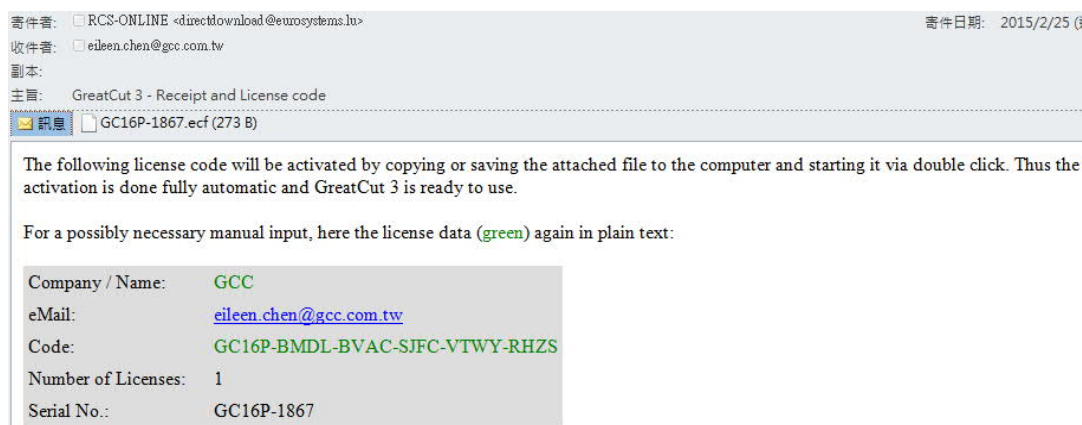 寄件者: RCS-ONLINE <directdownload@eurosystems.lu> 寄件日期: 2015/2/25
收件者: eileen.chen@gcc.com.tw
副本:
主旨: GreatCut 3 - Receipt and License code
訊息 GC16P-1867.ecf (273 B)
The following license code will be activated by copying or saving the attached file to the computer and starting it via double click. Thus the
activation is done fully automatic and GreatCut 3 is ready to use.
For a possibly necessary manual input, here the license data (green) again in plain text:
Company / Name: GCC
eMail: eileen.chen@gcc.com.tw
Code: GC16P-BMDL-BVAC-SJFC-VTWY-RHZS
Number of Licenses: 1
Serial No.: GC16P-1867